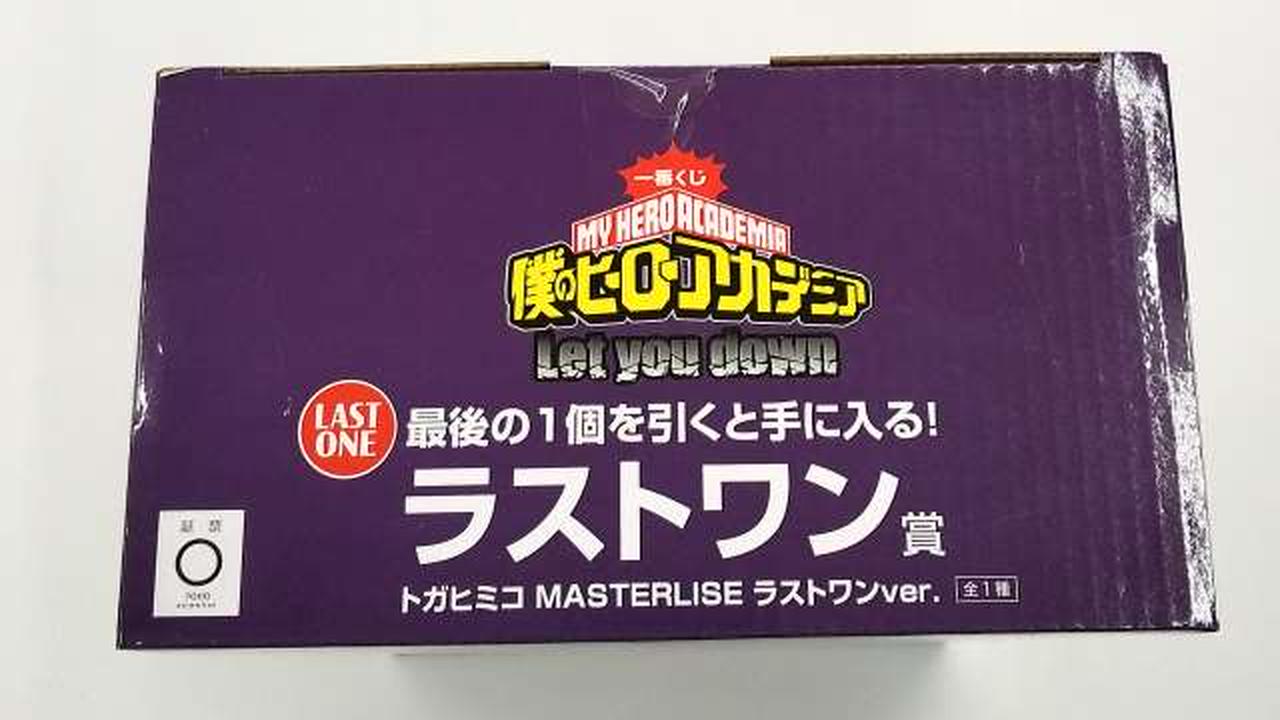 一番くじ
MY HERO ACADEMIA
僕のヒーローアカデミア
Let you down
LAST
ONE
最後の1個を引くと手に入る!
ラストワン賞
トガヒミコ MASTERLISE ラストワンver. 全1種